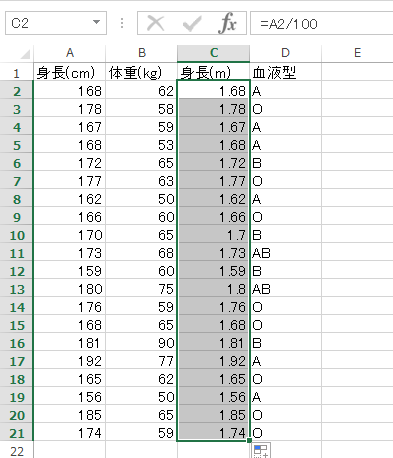 C2 fx =A2/100
A B C D E
1 身長(cm) 体重(kg) 身長(m) 血液型
2 168 62 1.68 A
3 178 58 1.78 O
4 167 59 1.67 A
5 168 53 1.68 A
6 172 65 1.72 B
7 177 63 1.77 O
8 162 50 1.62 A
9 166 60 1.66 O
10 170 65 1.7 B
11 173 68 1.73 AB
12 159 60 1.59 B
13 180 75 1.8 AB
14 176 59 1.76 O
15 168 65 1.68 O
16 181 90 1.81 B
17 192 77 1.92 A
18 165 62 1.65 O
19 156 50 1.56 A
20 185 65 1.85 O
21 174 59 1.74 O
22